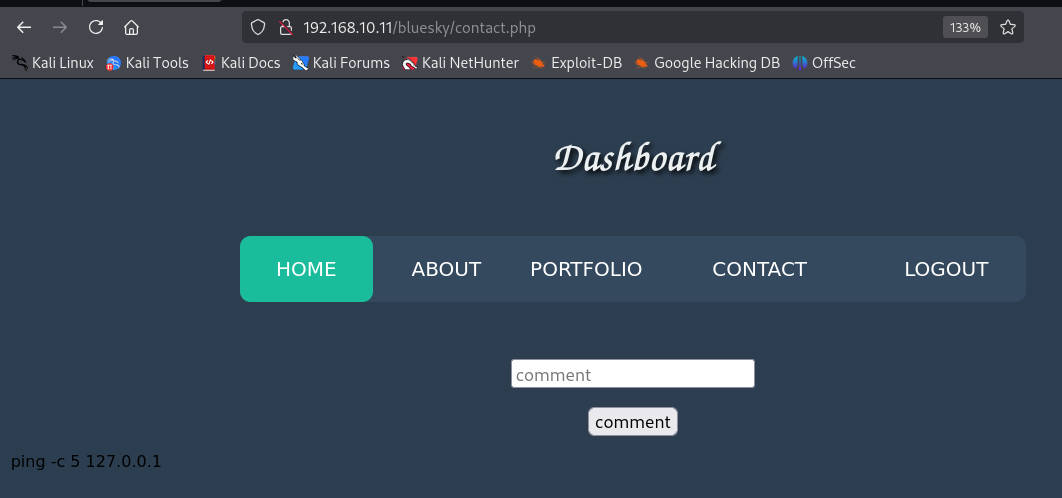 192.168.10.11/bluesky/contact.php 133%
Kali Linux Kali Tools Kali Docs Kali Forums Kali NetHunter Exploit-DB Google Hacking DB OffSec
Dashboard
HOME ABOUT PORTFOLIO CONTACT LOGOUT
comment
comment
ping -c 5 127.0.0.1